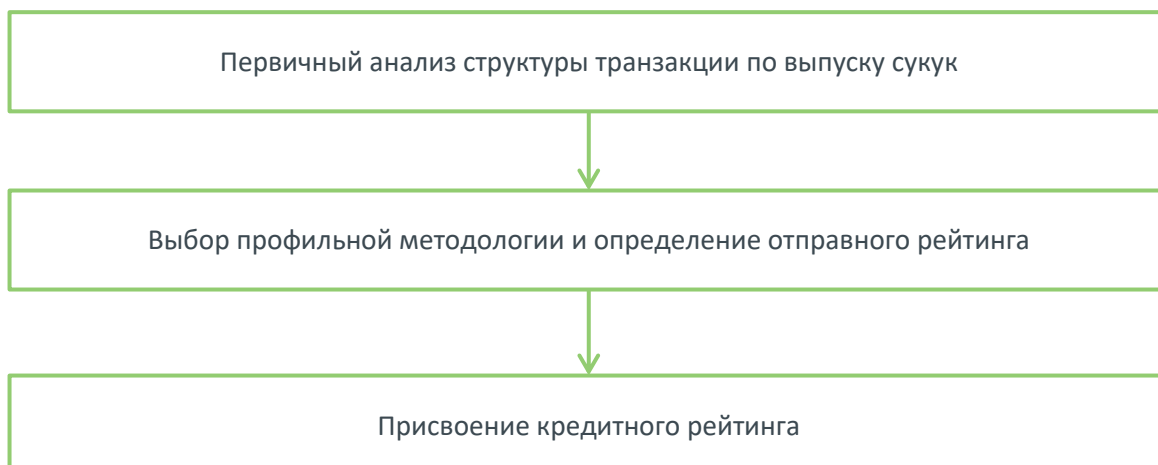 Первичный анализ структуры транзакции по выпуску сукук
Выбор профильной методологии и определение отправного рейтинга
Присвоение кредитного рейтинга